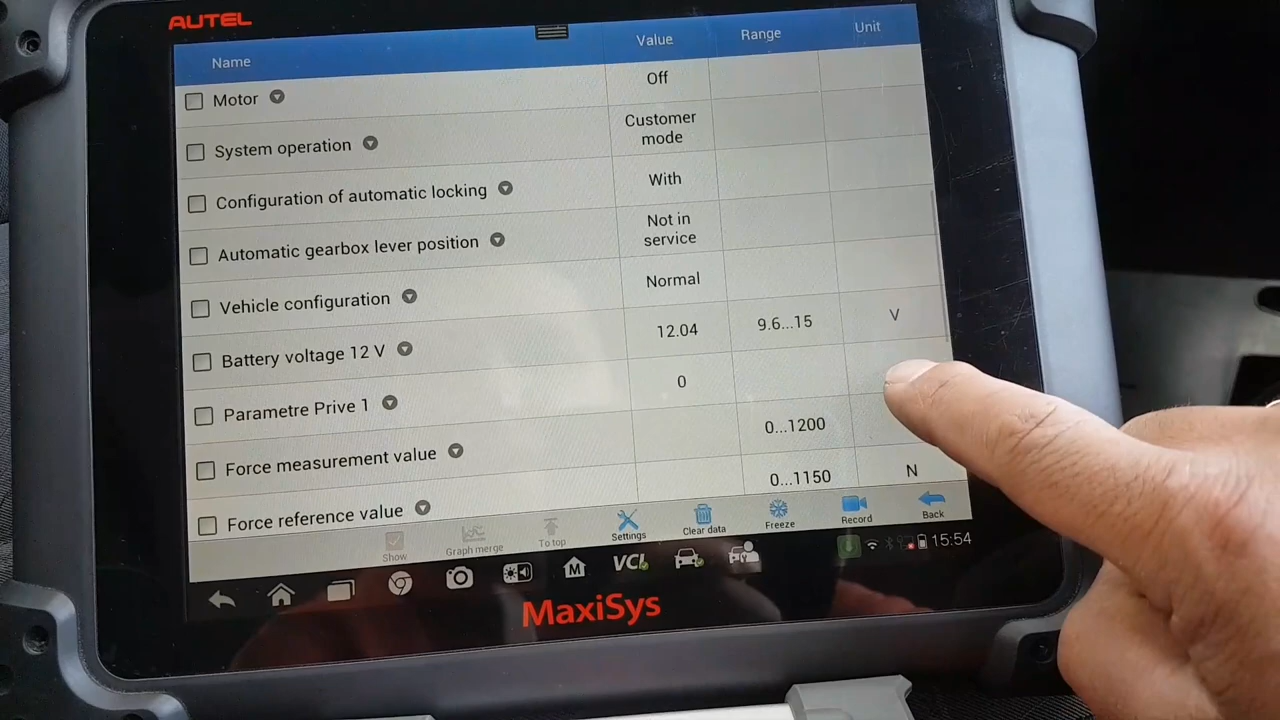 AUTEL
Name Value Range Unit
Motor Off
System operation Customer
mode
Configuration of automatic locking With
Automatic gearbox lever position Not in
service
Vehicle configuration Normal
Battery voltage 12 V 12.04 9.6...15 V
Parametre Prive 1 0
Force measurement value 0...1200
Force reference value 0...1150 N
Show Graph merge To top Settings Clear data Freeze Record Back
M VCI 15:54
MaxiSys